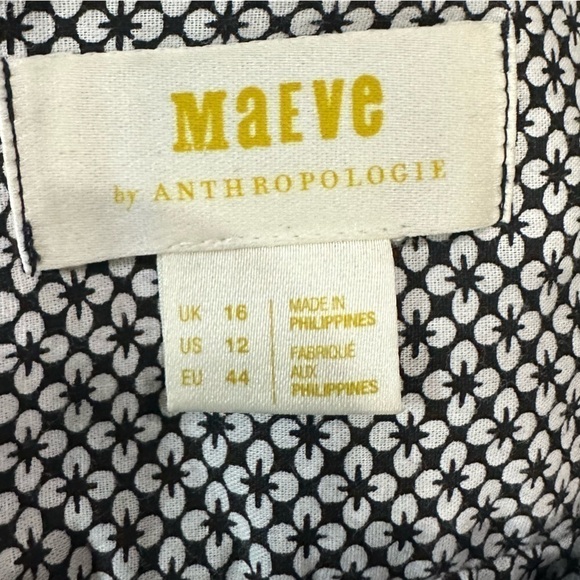 MaEve
by ANTHROPOLOGIE
UK 16
US 12
EU 44
MADE IN
PHILIPPINES
FABRIQUÉ
AUX
PHILIPPINES